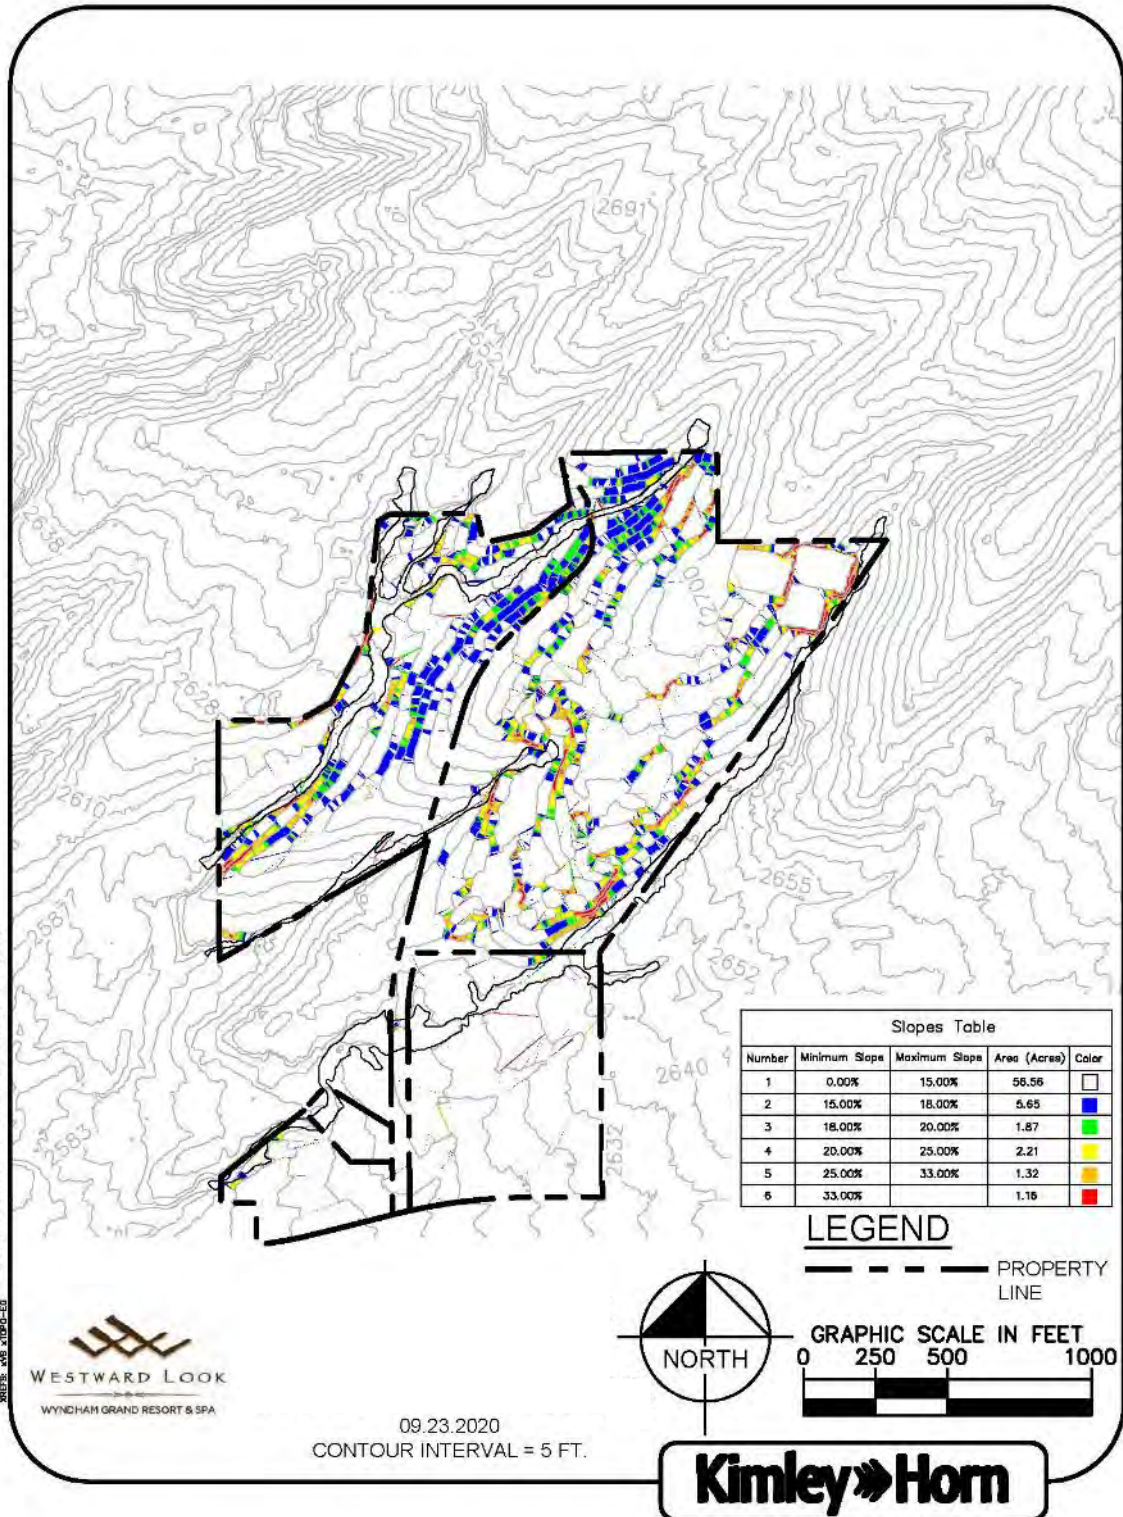 2691
2652
2628
2610
2655
2587
2652
2640
2632
2583
Slopes Table
Number Minimum Slope Maximum Slope Area (Acres) Color
1 0.00% 15.00% 56.56
2 15.00% 18.00% 5.65
3 18.00% 20.00% 1.87
4 20.00% 25.00% 2.21
5 25.00% 33.00% 1.32
6 33.00% 1.16
LEGEND
PROPERTY
LINE
NORTH
GRAPHIC SCALE IN FEET
0 250 500 1000
WESTWARD LOOK
WYNDHAM GRAND RESORT & SPA
09.23.2020
CONTOUR INTERVAL = 5 FT.
Kimley Horn